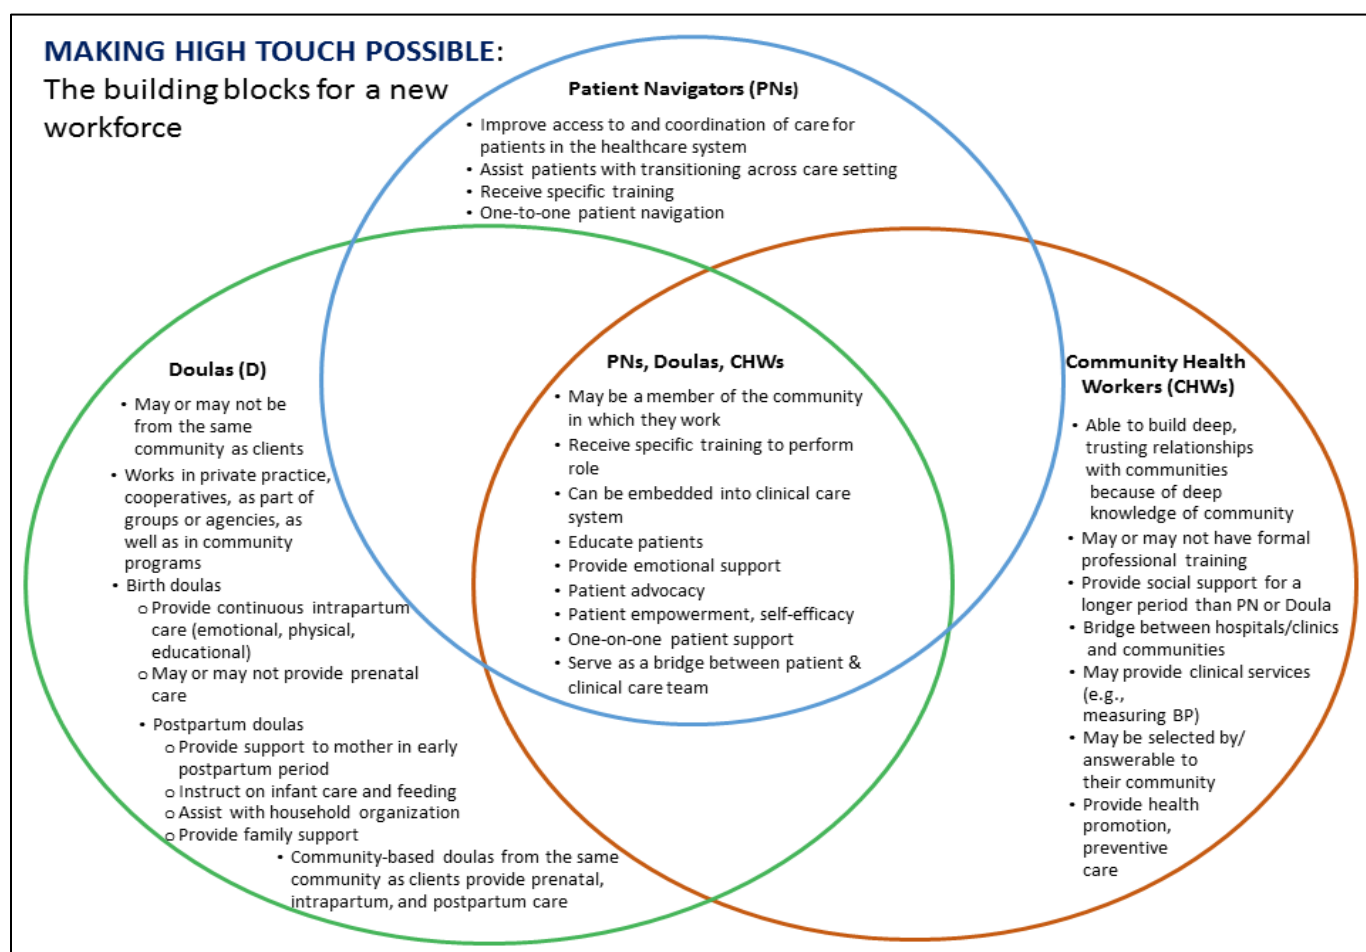 MAKING HIGH TOUCH POSSIBLE:
The building blocks for a new
workforce
Patient Navigators (PNs)
• Improve access to and coordination of care for
patients in the healthcare system
• Assist patients with transitioning across care setting
• Receive specific training
• One-to-one patient navigation
Doulas (D)
• May or may not be
from the same
community as clients
• Works in private practice,
cooperatives, as part of
groups or agencies, as
well as in community
programs
• Birth doulas
o Provide continuous intrapartum
care (emotional, physical,
educational)
o May or may not provide prenatal
care
• Postpartum doulas
o Provide support to mother in early
postpartum period
o Instruct on infant care and feeding
o Assist with household organization
o Provide family support
• Community-based doulas from the same
community as clients provide prenatal,
intrapartum, and postpartum care
PNs, Doulas, CHWs
• May be a member of the community
in which they work
• Receive specific training to perform
role
• Can be embedded into clinical care
system
• Educate patients
• Provide emotional support
• Patient advocacy
• Patient empowerment, self-efficacy
• One-on-one patient support
• Serve as a bridge between patient &
clinical care team
Community Health
Workers (CHWs)
• Able to build deep,
trusting relationships
with communities
because of deep
knowledge of community
• May or may not have formal
professional training
• Provide social support for a
longer period than PN or Doula
• Bridge between hospitals/clinics
and communities
• May provide clinical services
(e.g.,
measuring BP)
• May be selected by/
answerable to
their community
• Provide health
promotion,
preventive
care